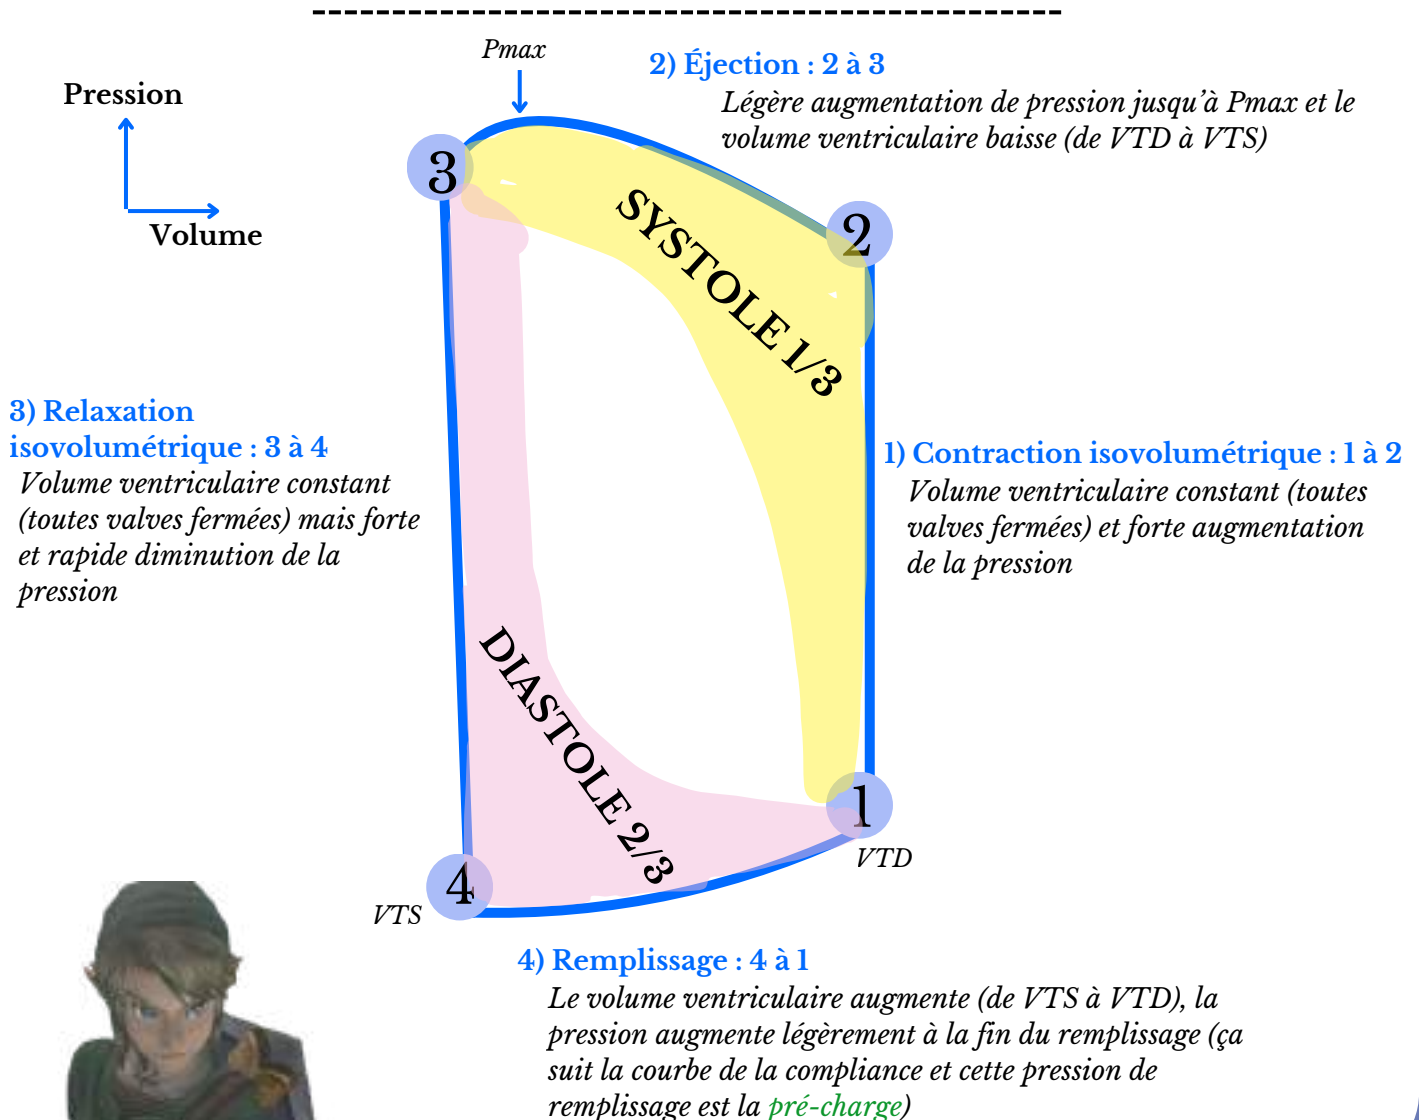 Pmax
2) Éjection : 2 à 3
Légère augmentation de pression jusqu'à Pmax et le
volume ventriculaire baisse (de VTD à VTS)
Pression
Volume
3
2
SYSTOLE 1/3
3) Relaxation
isovolumétrique : 3 à 4
Volume ventriculaire constant
(toutes valves fermées) mais forte
et rapide diminution de la
pression
1) Contraction isovolumétrique : 1 à 2
Volume ventriculaire constant (toutes
valves fermées) et forte augmentation
de la pression
DIASTOLE 2/3
1
VTD
4
VTS
4) Remplissage : 4 à 1
Le volume ventriculaire augmente (de VTS à VTD), la
pression augmente légèrement à la fin du remplissage (ça
suit la courbe de la compliance et cette pression de
remplissage est la pré-charge)